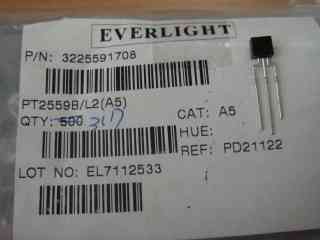 EVERLIGHT
P/N: 3225591708
PT2559B/L2(A5)
QTY: 500 317
CAT: A5
HUE:
REF: PD21122
LOT NO: EL7112533